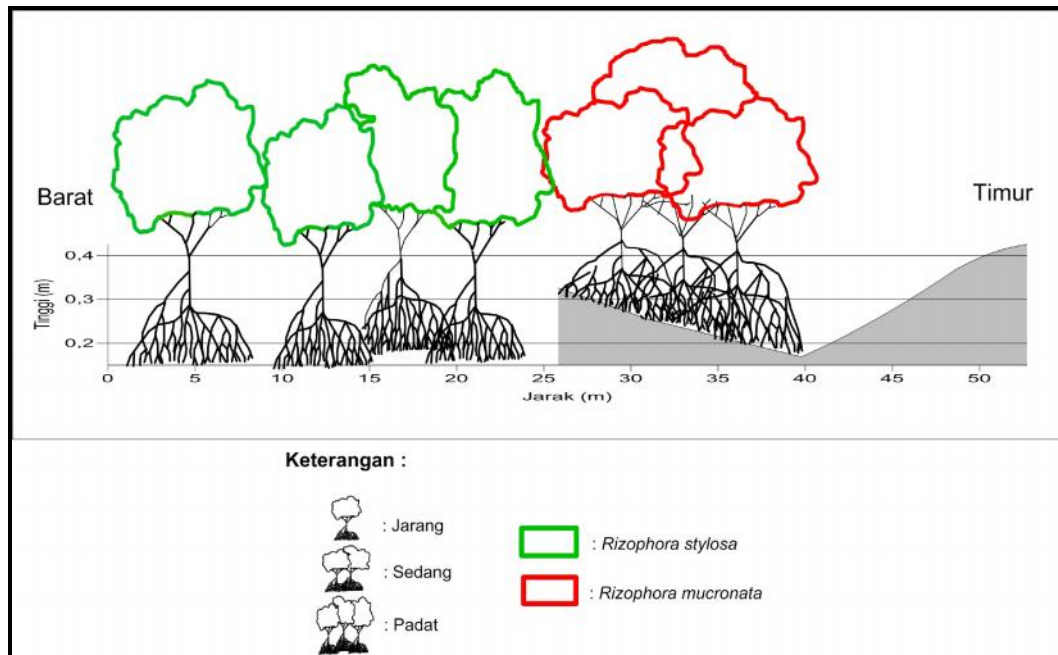 Barat
Timur
Tinggi (m)
0,4
0,3
0,2
0 5 10 15 20 25 30 35 40 45 50
Jarak (m)
Keterangan :
: Jarang
: Sedang
: Padat
: Rizophora stylosa
: Rizophora mucronata